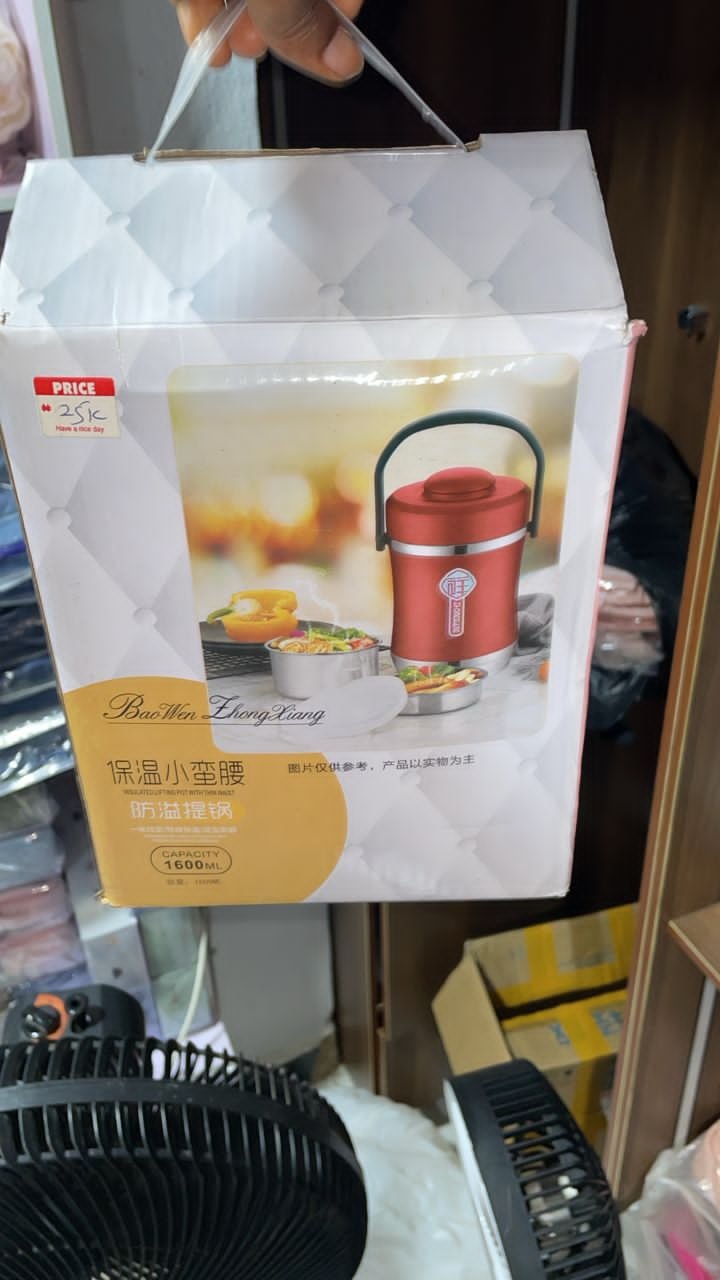 PRICE
25K
Have a nice day
BaoWen ZhongXiang
保温小蛮腰
图片仅供参考，产品以实物为主
INSULATED LIFTING POT WITH THIN WAIST
防溢提锅
CAPACITY
1600ML